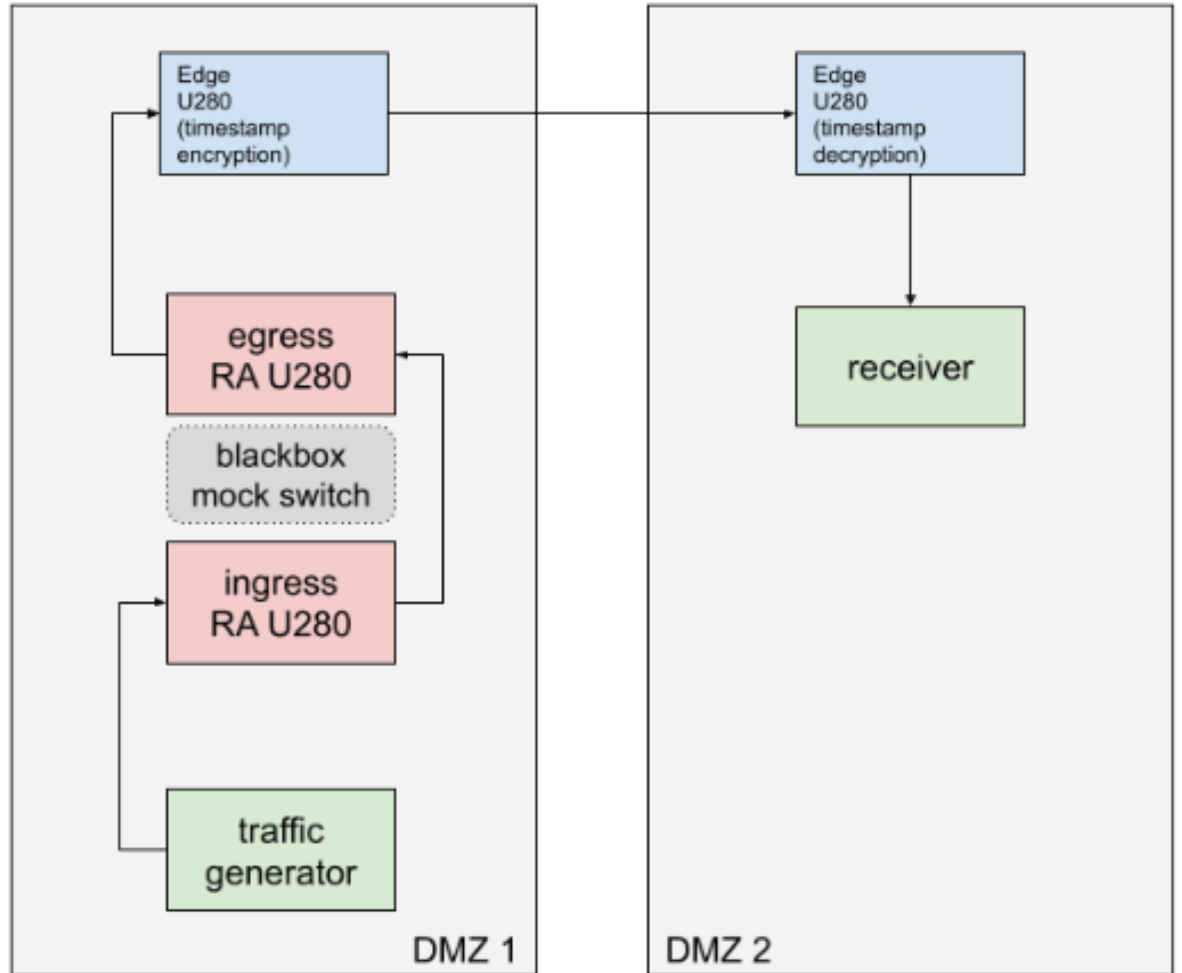 Edge
U280
(timestamp
encryption)
Edge
U280
(timestamp
decryption)
egress
RA U280
receiver
blackbox
mock switch
ingress
RA U280
traffic
generator
DMZ 1
DMZ 2